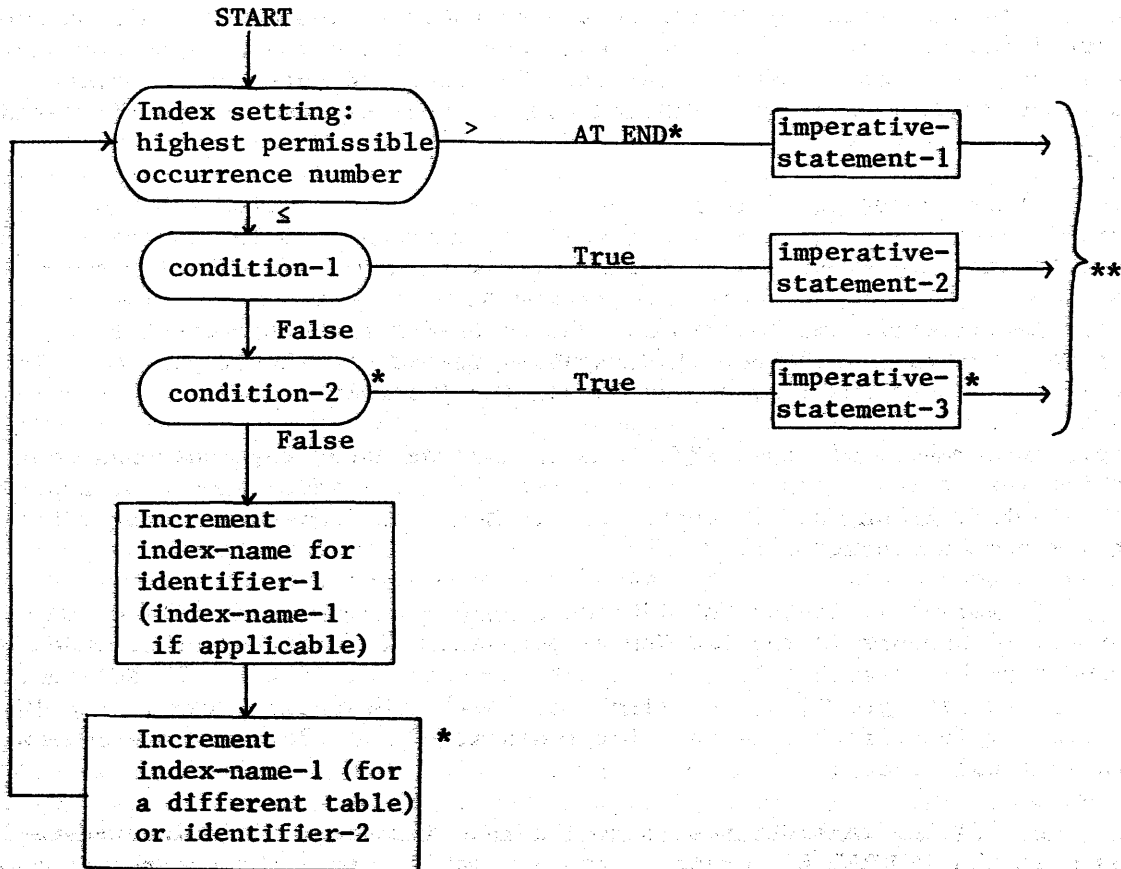 START
Index setting:
highest permissible
occurrence number
>
AT END*
imperative-
statement-1
≤
condition-1
True
imperative-
statement-2
**
False
condition-2
*
True
imperative-
statement-3
*
False
Increment
index-name for
identifier-1
(index-name-1
if applicable)
Increment
index-name-1 (for
a different table)
or identifier-2
*